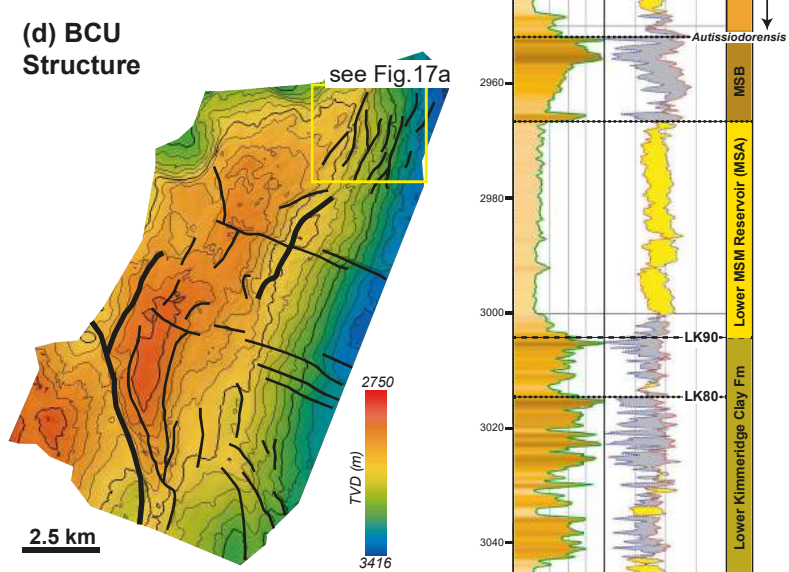 (d) BCU
Structure
see Fig.17a
2750
TVD (m)
3416
2.5 km
Autissiodorensis
2960
MSB
2980
Lower MSM Reservoir (MSA)
3000
LK90
LK80
3020
Lower Kimmeridge Clay Fm
3040